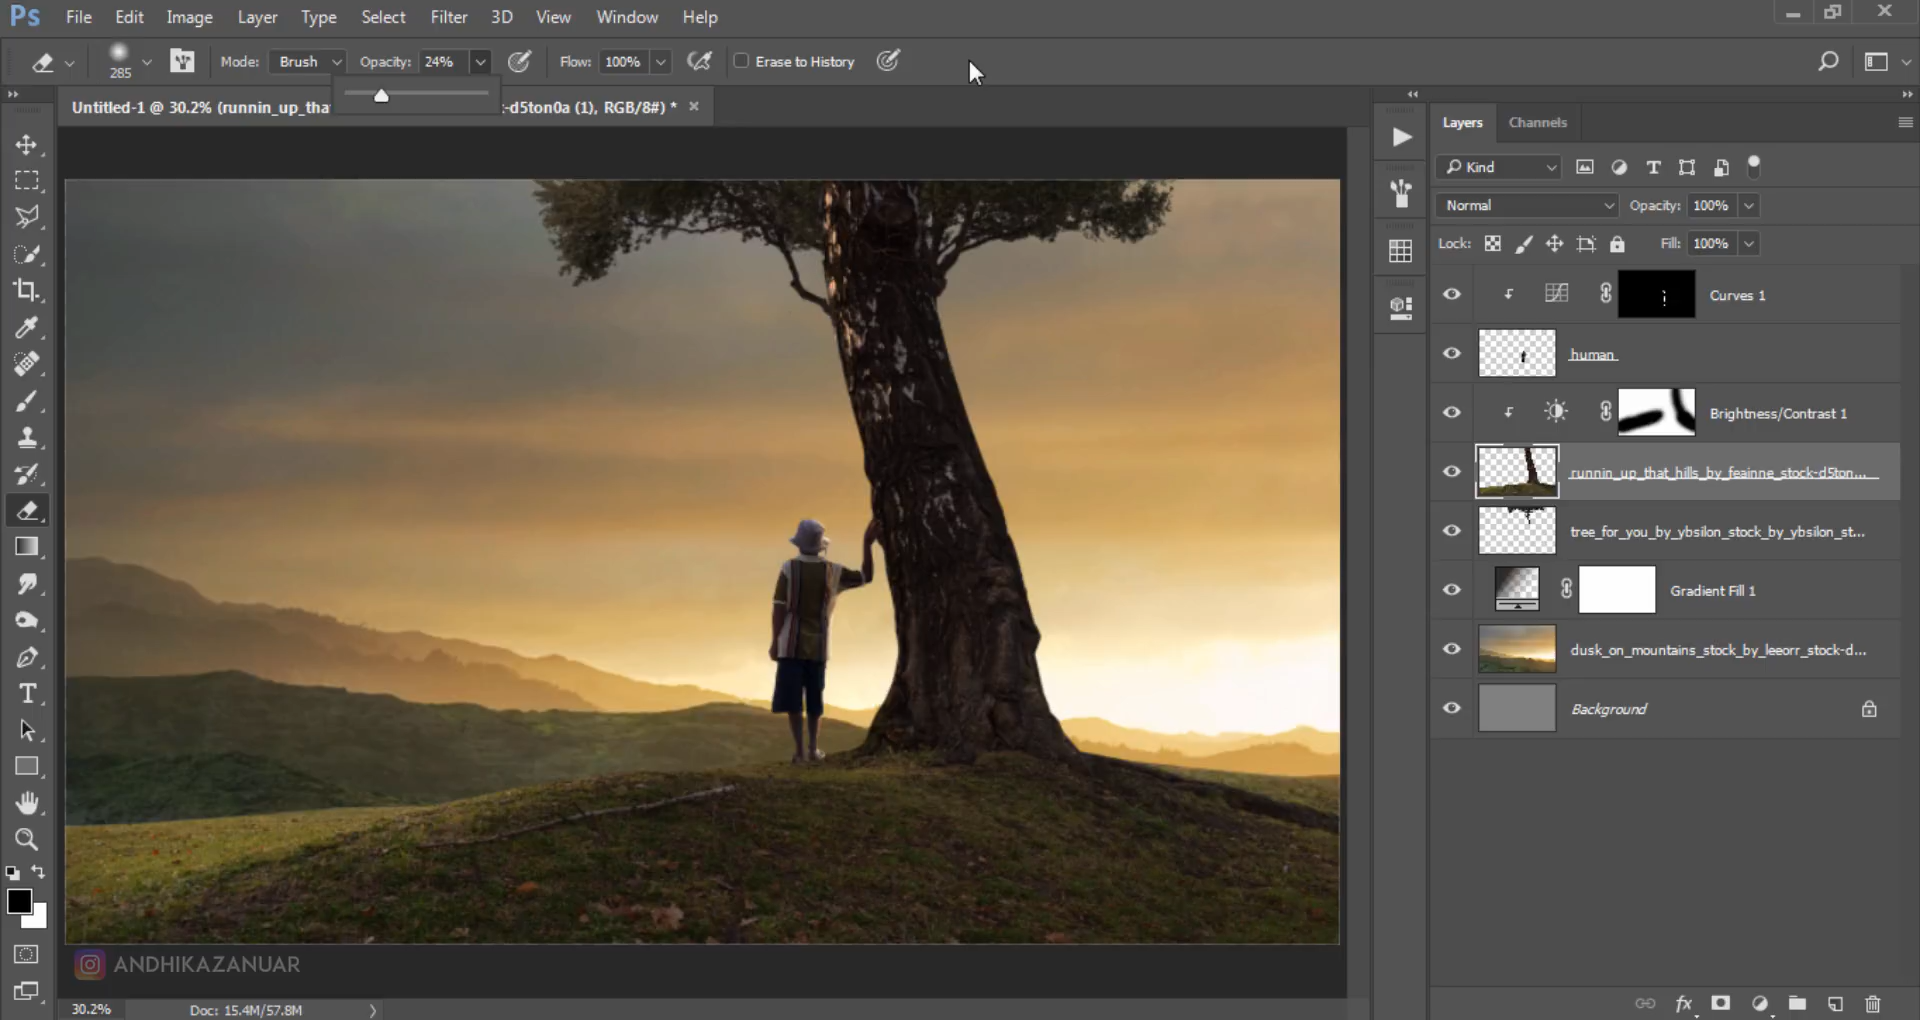 Ps File Edit Image Layer Type Select Filter 3D View Window Help
285 Mode: Brush Opacity: 24% Flow: 100% Erase to History
Untitled-1 @ 30.2% (runnin_up_tha
-d5ton0a (1), RGB/8#) *
Layers Channels
Kind
Normal Opacity: 100%
Lock: Fill: 100%
Curves 1
human
Brightness/Contrast 1
runnin_up_that_hills_by_feainne_stock-d5ton...
tree_for_you_by_ybsilon_stock_by_ybsilon_st...
Gradient Fill 1
dusk_on_mountains_stock_by_leeorr_stock-d...
Background
ANDHIKAZANUAR
30.2% Doc: 15.4M/57.8M